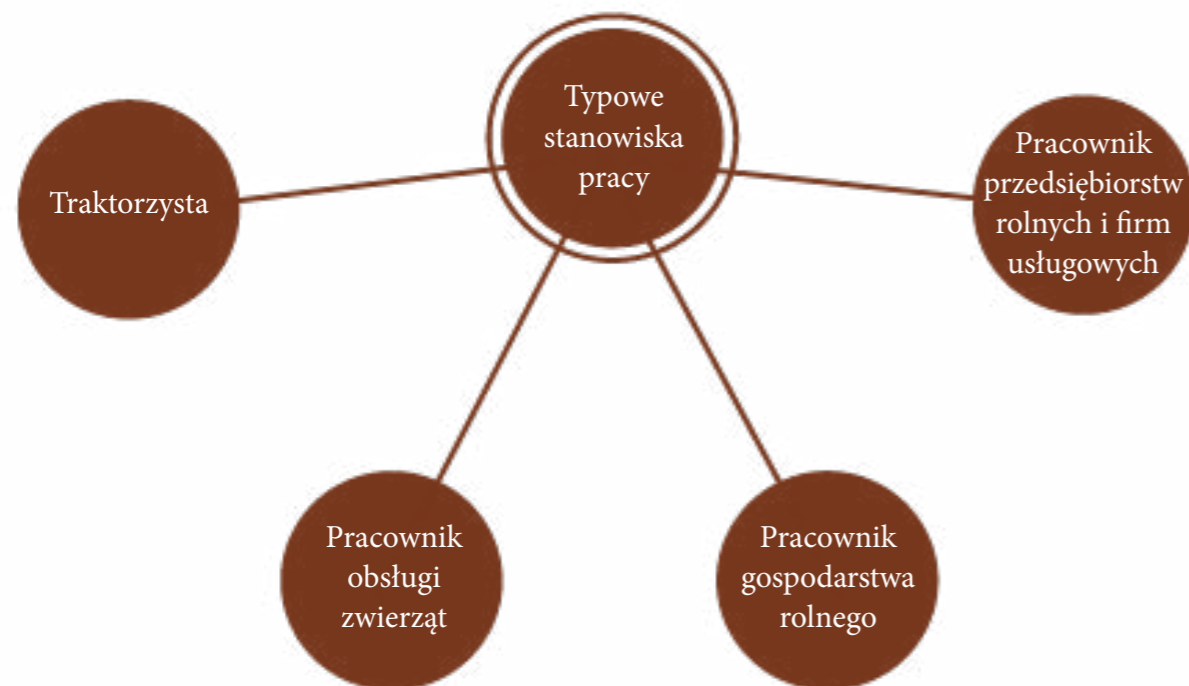 Typowe
stanowiska
pracy
Traktorzysta
Pracownik
przedsiębiorstw
rolnych i firm
usługowych
Pracownik
obsługi
zwierząt
Pracownik
gospodarstwa
rolnego